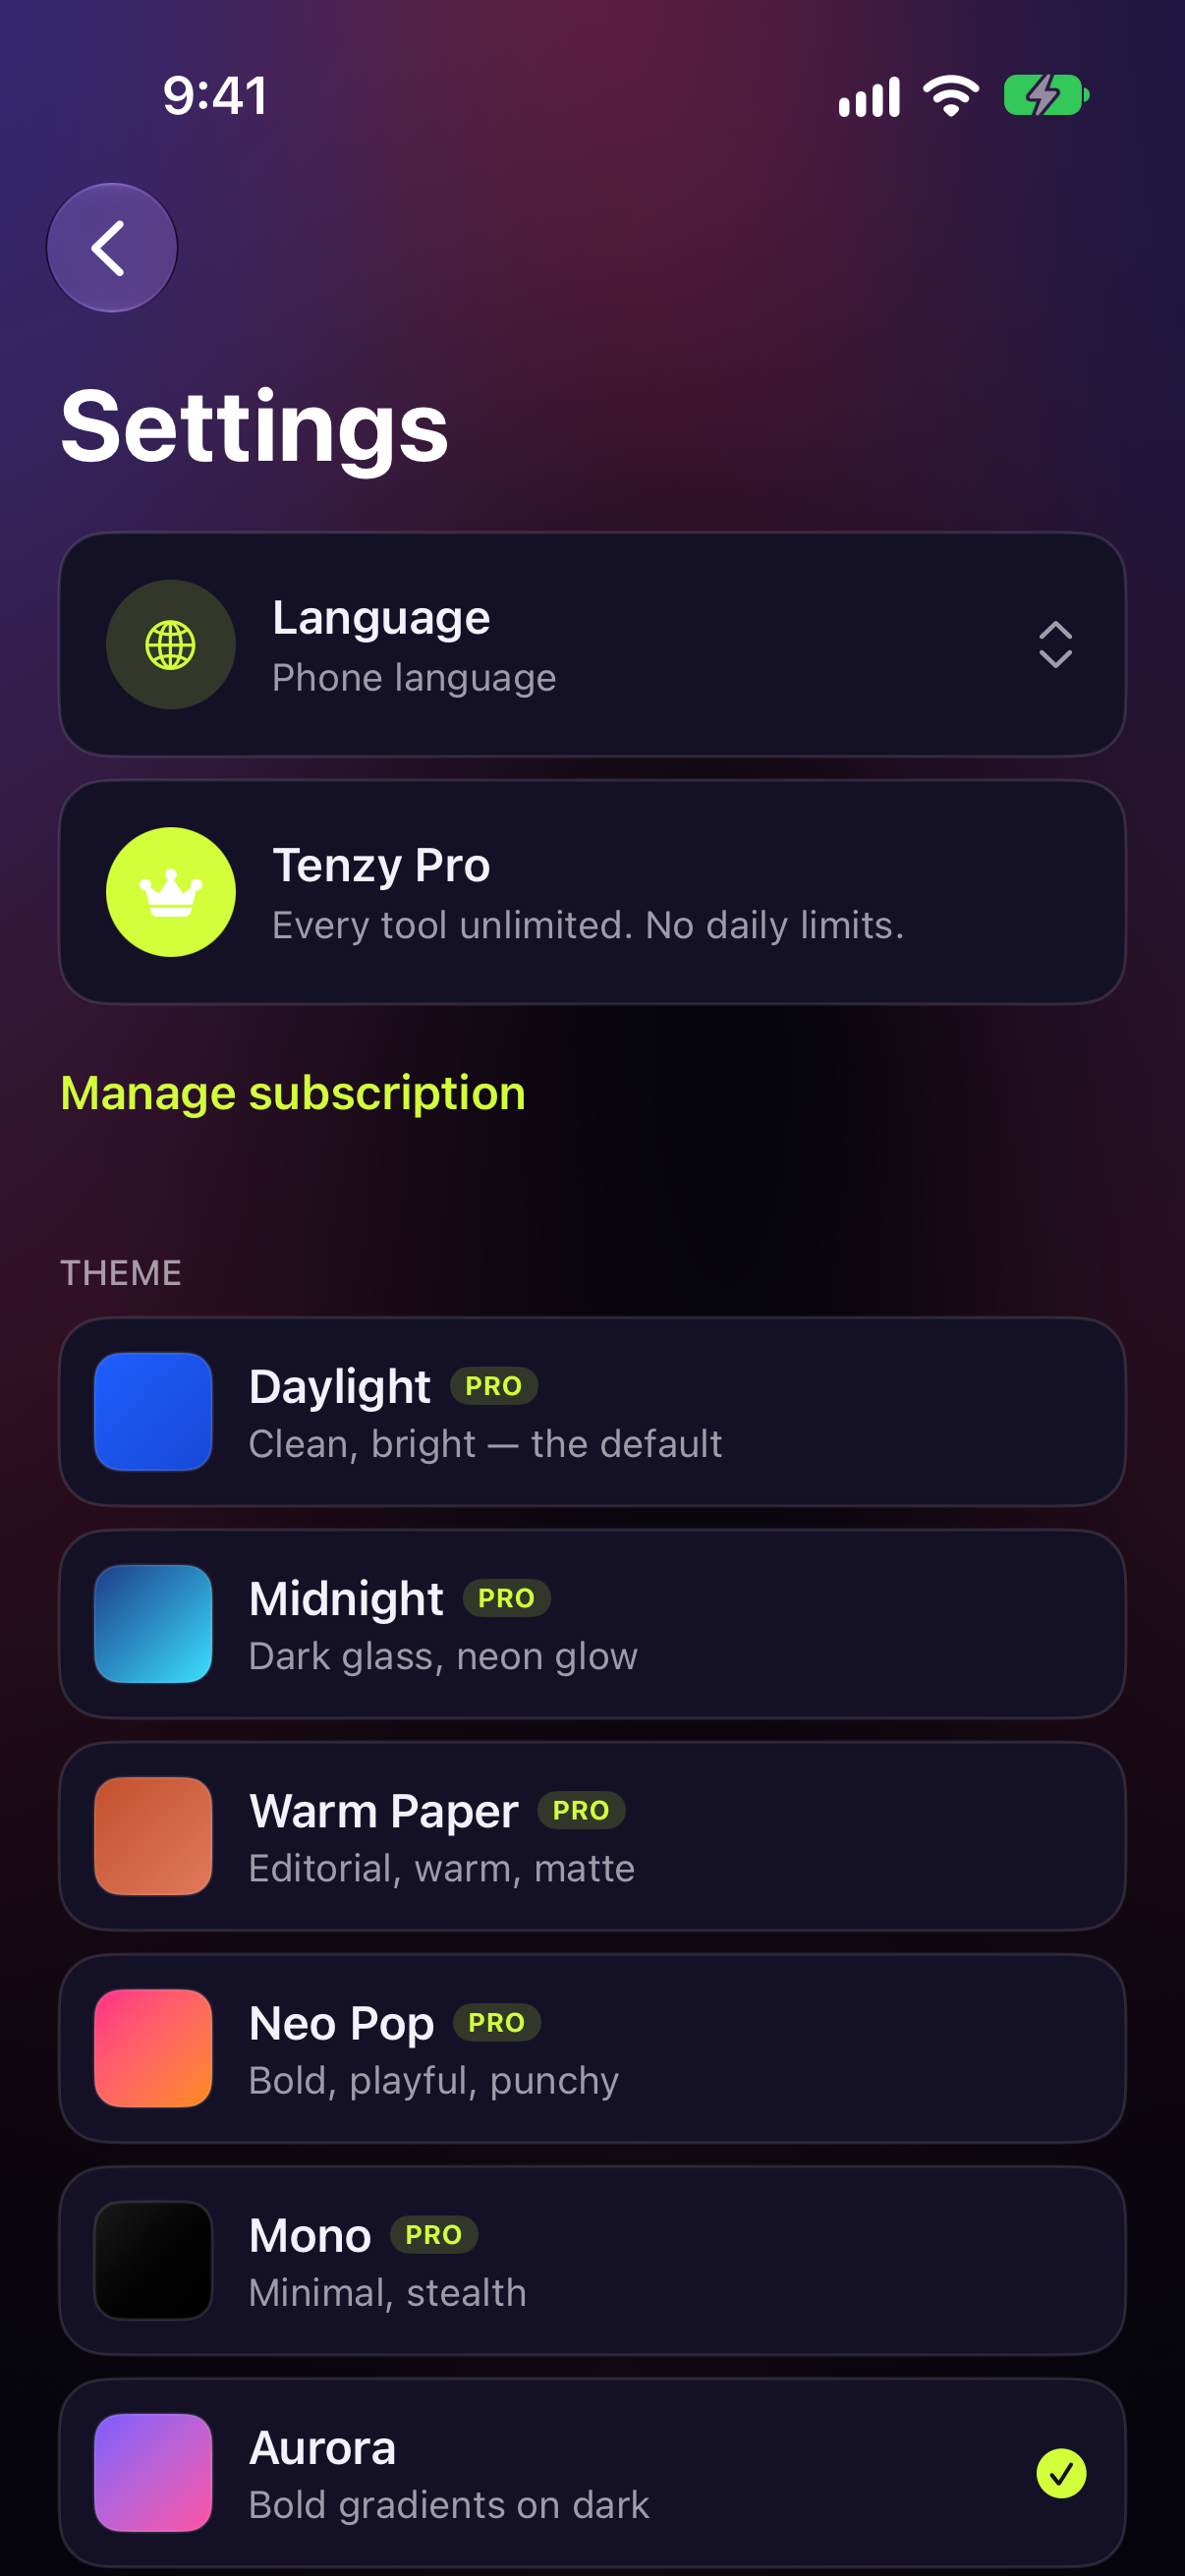 9:41
Settings
Language
Phone language
Tenzy Pro
Every tool unlimited. No daily limits.
Manage subscription
THEME
Daylight PRO
Clean, bright — the default
Midnight PRO
Dark glass, neon glow
Warm Paper PRO
Editorial, warm, matte
Neo Pop PRO
Bold, playful, punchy
Mono PRO
Minimal, stealth
Aurora
Bold gradients on dark